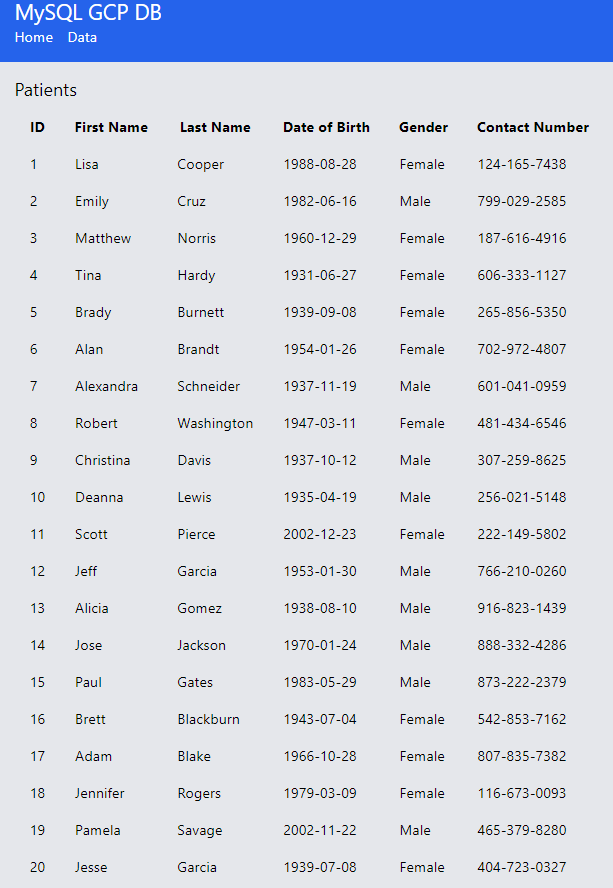 MySQL GCP DB
Home Data
Patients
ID First Name Last Name Date of Birth Gender Contact Number
1 Lisa Cooper 1988-08-28 Female 124-165-7438
2 Emily Cruz 1982-06-16 Male 799-029-2585
3 Matthew Norris 1960-12-29 Female 187-616-4916
4 Tina Hardy 1931-06-27 Female 606-333-1127
5 Brady Burnett 1939-09-08 Female 265-856-5350
6 Alan Brandt 1954-01-26 Female 702-972-4807
7 Alexandra Schneider 1937-11-19 Male 601-041-0959
8 Robert Washington 1947-03-11 Female 481-434-6546
9 Christina Davis 1937-10-12 Male 307-259-8625
10 Deanna Lewis 1935-04-19 Male 256-021-5148
11 Scott Pierce 2002-12-23 Female 222-149-5802
12 Jeff Garcia 1953-01-30 Male 766-210-0260
13 Alicia Gomez 1938-08-10 Male 916-823-1439
14 Jose Jackson 1970-01-24 Male 888-332-4286
15 Paul Gates 1983-05-29 Male 873-222-2379
16 Brett Blackburn 1943-07-04 Female 542-853-7162
17 Adam Blake 1966-10-28 Female 807-835-7382
18 Jennifer Rogers 1979-03-09 Female 116-673-0093
19 Pamela Savage 2002-11-22 Male 465-379-8280
20 Jesse Garcia 1939-07-08 Female 404-723-0327